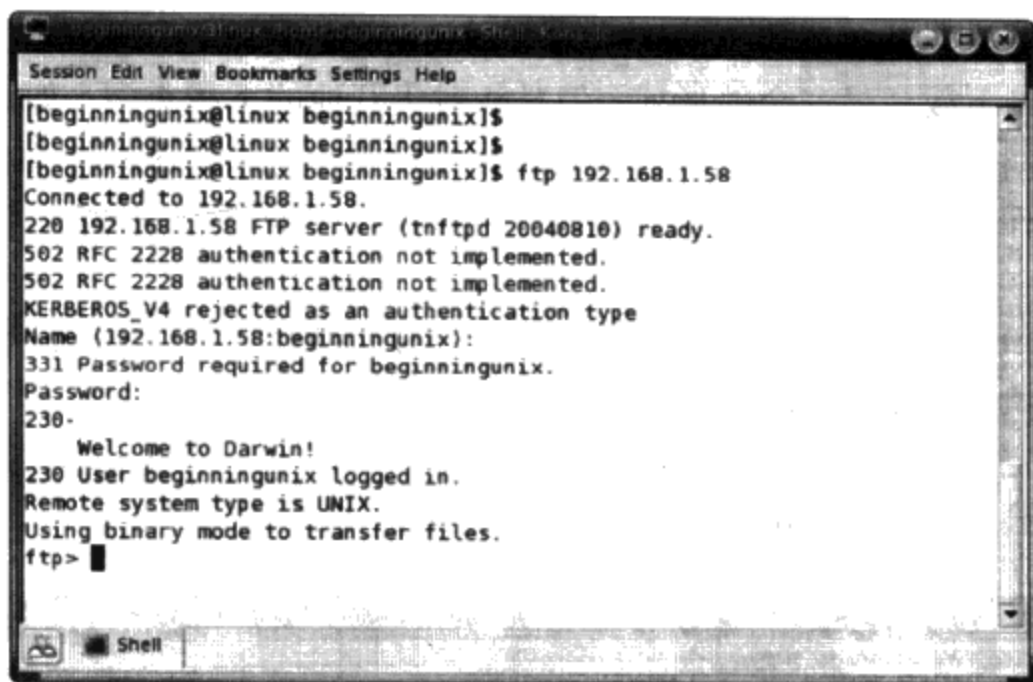 Session Edit View Bookmarks Settings Help
[beginningunix@linux beginningunix]$
[beginningunix@linux beginningunix]$
[beginningunix@linux beginningunix]$ ftp 192.168.1.58
Connected to 192.168.1.58.
220 192.168.1.58 FTP server (tnftpd 20040810) ready.
502 RFC 2228 authentication not implemented.
502 RFC 2228 authentication not implemented.
KERBEROS_V4 rejected as an authentication type
Name (192.168.1.58:beginningunix):
331 Password required for beginningunix.
Password:
230-
    Welcome to Darwin!
230 User beginningunix logged in.
Remote system type is UNIX.
Using binary mode to transfer files.
ftp>
Shell